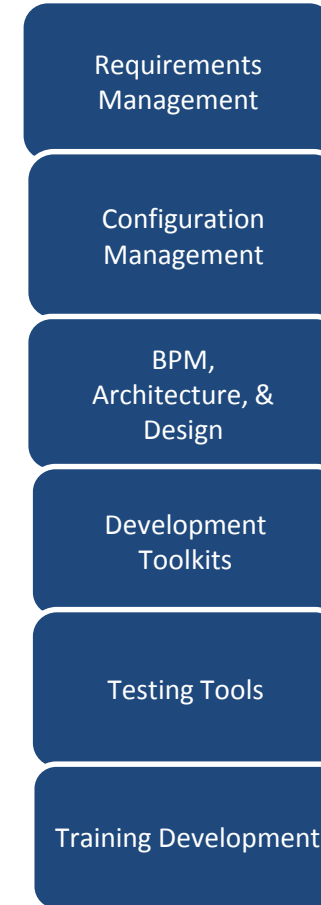 Requirements
Management
Configuration
Management
BPM,
Architecture, &
Design
Development
Toolkits
Testing Tools
Training Development